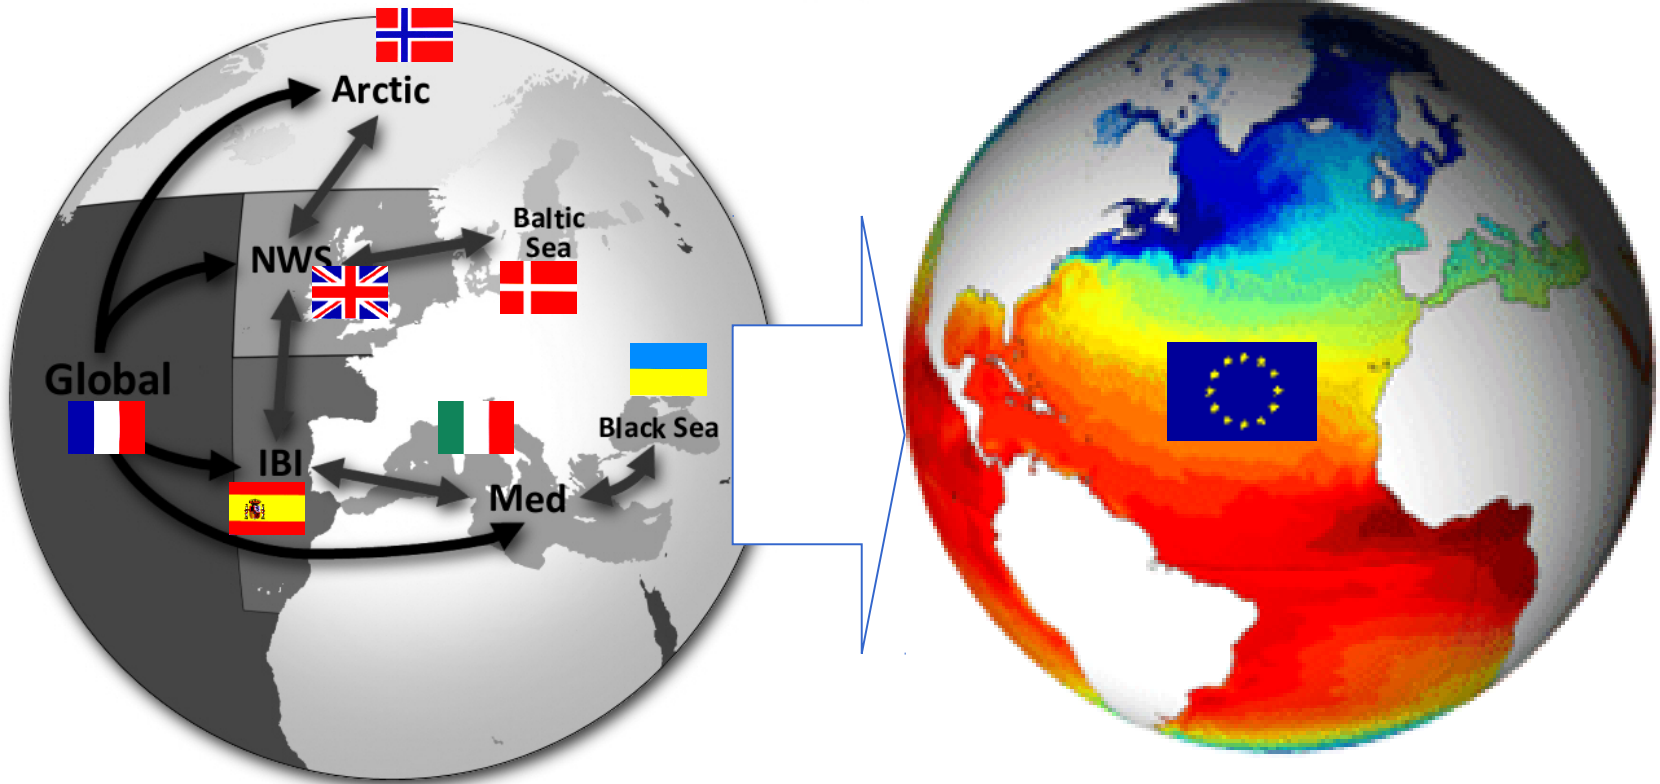 Arctic
Baltic
Sea
NWS
Global
Black Sea
IBI
Med